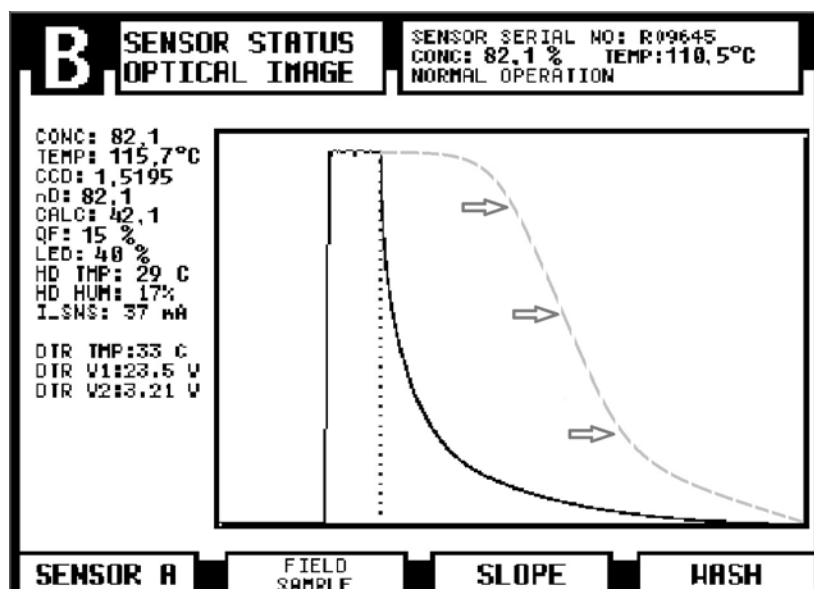 B
SENSOR STATUS
OPTICAL IMAGE
SENSOR SERIAL NO: R09645
CONC: 82,1 % TEMP:110,5°C
NORMAL OPERATION
CONC: 82,1
TEMP: 115,7°C
CCD: 1,5195
nD: 82,1
CALC: 42,1
QF: 15 %
LED: 40 %
HD TMP: 29 C
HD HUM: 17%
I_SNS: 37 mA
DTR TMP:33 C
DTR V1:23.5 V
DTR V2:3.21 V
SENSOR A
FIELD
SAMPLE
SLOPE
WASH